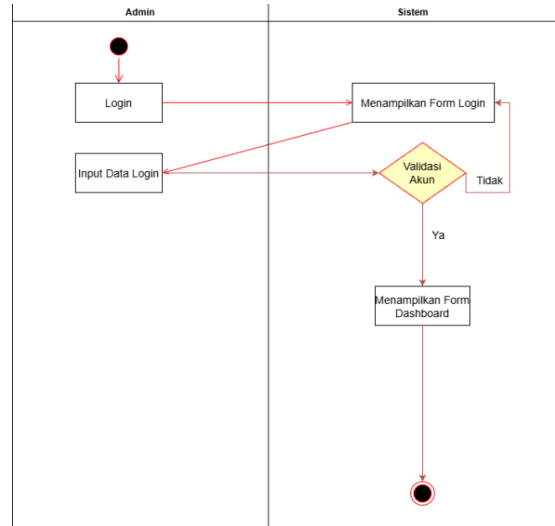 Admin
Sistem
Login
Menampilkan Form Login
Input Data Login
Validasi
Akun
Tidak
Ya
Menampilkan Form
Dashboard